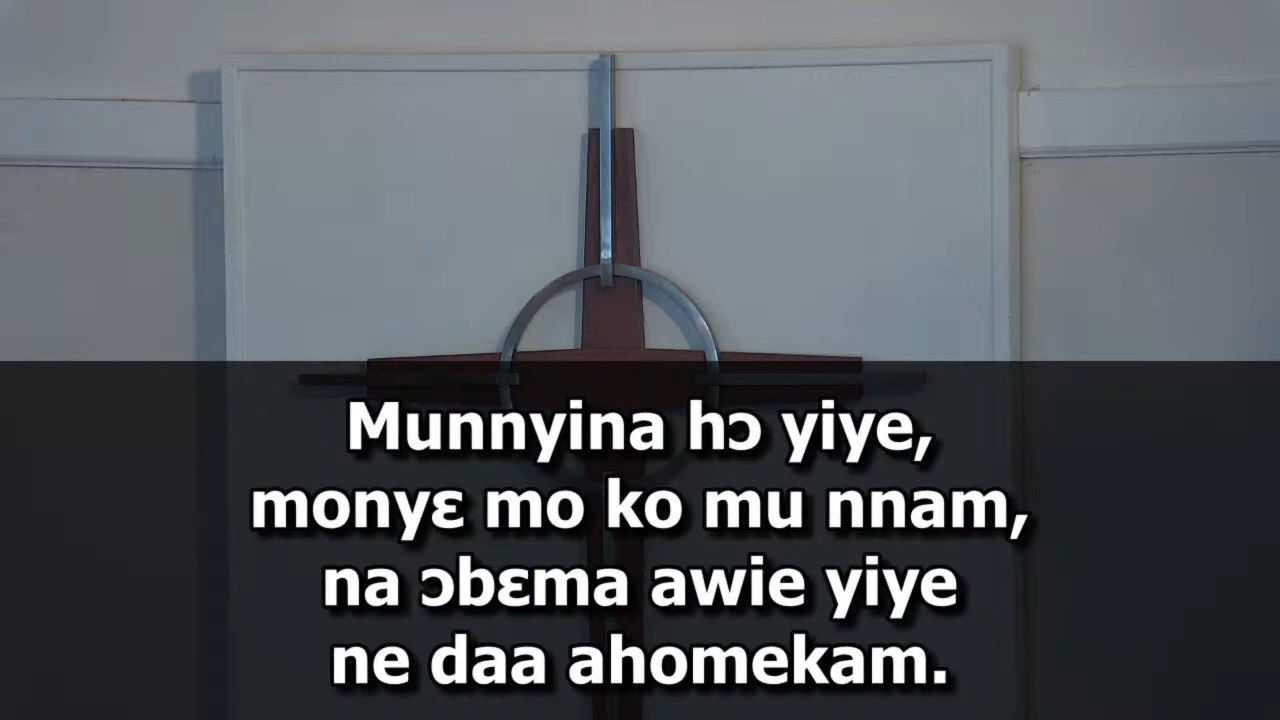 Munnyina hɔ yiye,
monyɛ mo ko mu nnam,
na ɔbɛma awie yiye
ne daa ahomekam.